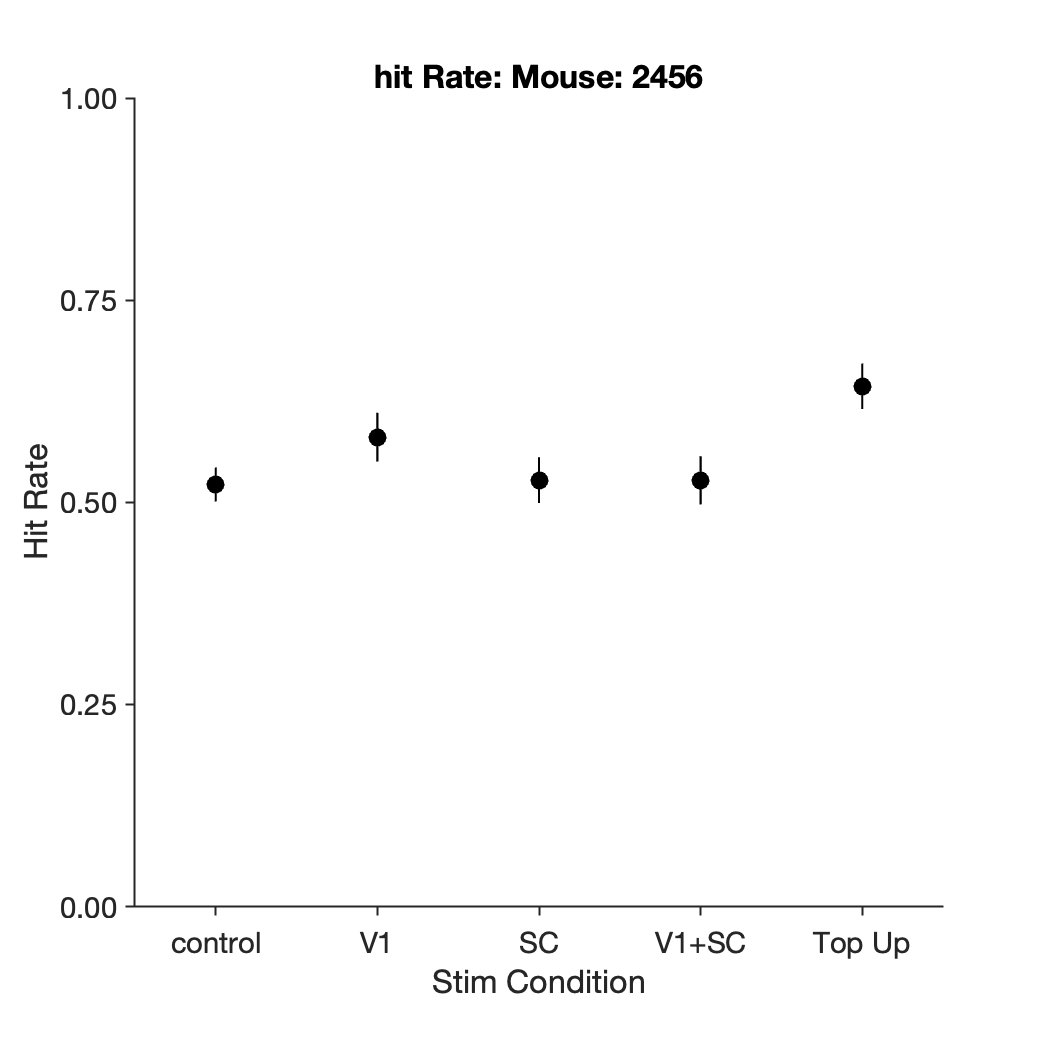 hit Rate: Mouse: 2456
1.00
0.75
0.50
0.25
0.00
Hit Rate
control V1 SC V1+SC Top Up
Stim Condition